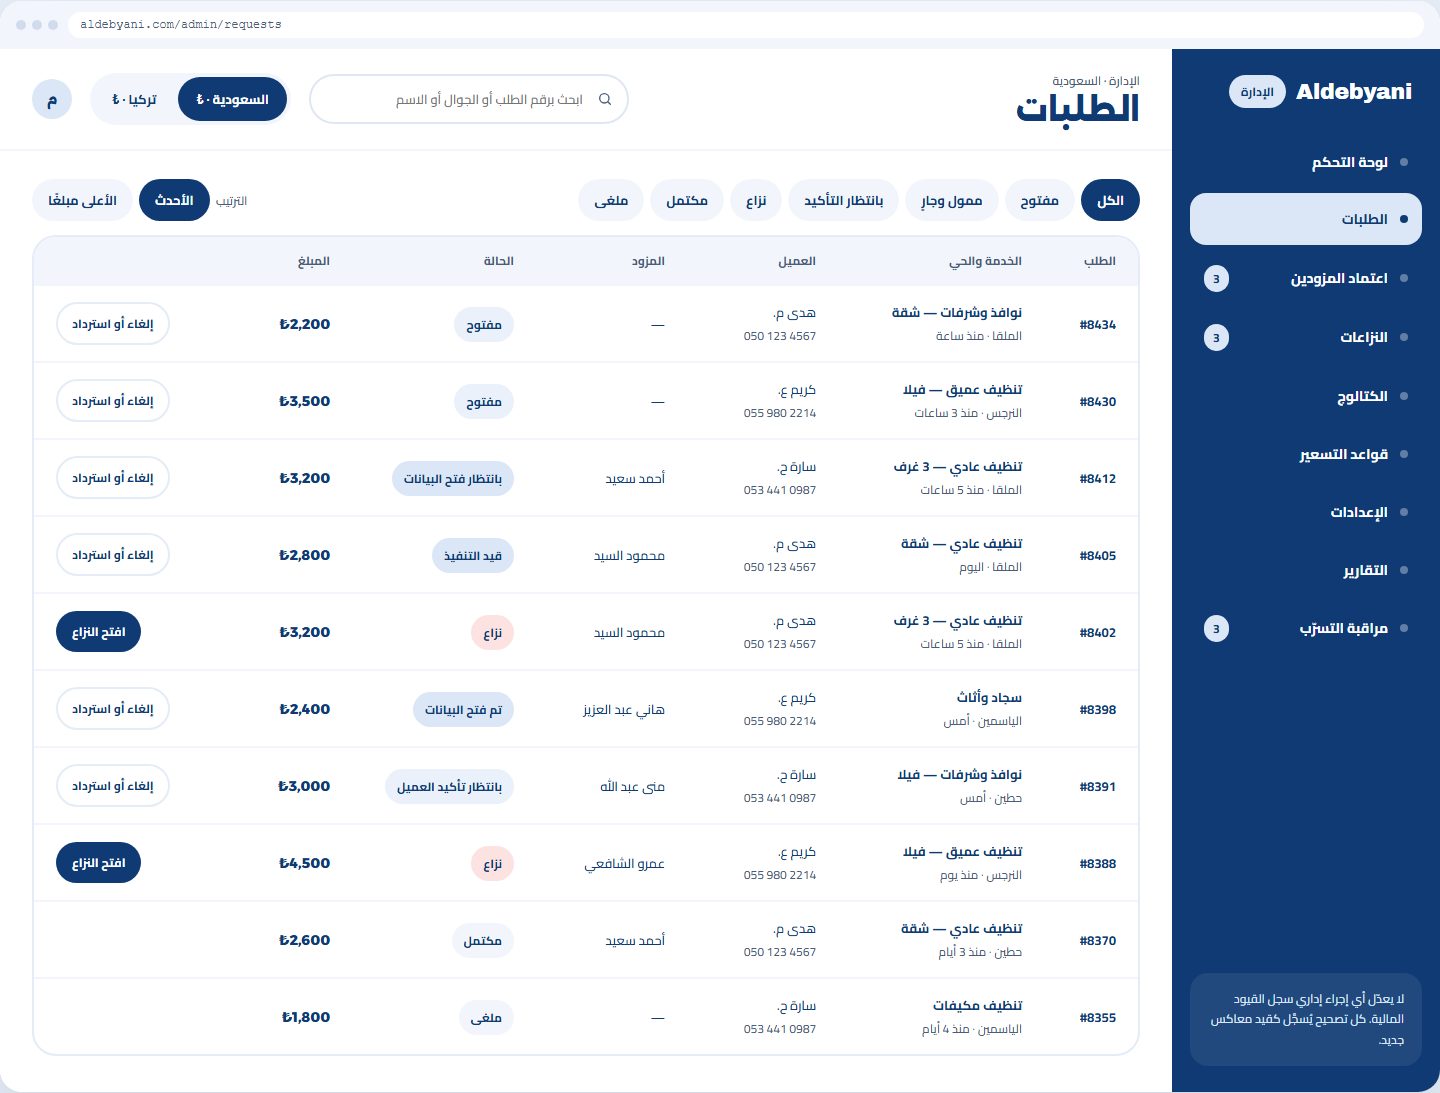 aldebyani.com/admin/requests
Aldebyani الإدارة
لوحة التحكم
الطلبات
اعتماد المزودين 3
النزاعات 3
الكتالوج
قواعد التسعير
الإعدادات
التقارير
مراقبة التسرّب 3
لا يعدّل أي إجراء إداري سجل القيود
المالية. كل تصحيح يُسجَّل كقيد معاكس
جديد.
الإدارة · السعودية
الطلبات
ابحث برقم الطلب أو الجوال أو الاسم
السعودية · ₺ تركيا · ₺
م
الكل مفتوح ممول وجارٍ بانتظار التأكيد نزاع مكتمل ملغى
الترتيب الأحدث الأعلى مبلغًا
الطلب الخدمة والحي العميل المزود الحالة المبلغ
#8434 نوافذ وشرفات — شقة هدى م. — مفتوح ₺2,200 إلغاء أو استرداد
الملقا · منذ ساعة 050 123 4567
#8430 تنظيف عميق — فيلا كريم ع. — مفتوح ₺3,500 إلغاء أو استرداد
النرجس · منذ 3 ساعات 055 980 2214
#8412 تنظيف عادي — 3 غرف سارة ح. أحمد سعيد بانتظار فتح البيانات ₺3,200 إلغاء أو استرداد
الملقا · منذ 5 ساعات 053 441 0987
#8405 تنظيف عادي — شقة هدى م. محمود السيد قيد التنفيذ ₺2,800 إلغاء أو استرداد
الملقا · اليوم 050 123 4567
#8402 تنظيف عادي — 3 غرف هدى م. محمود السيد نزاع ₺3,200 افتح النزاع
الملقا · منذ 5 ساعات 050 123 4567
#8398 سجاد وأثاث كريم ع. هاني عبد العزيز تم فتح البيانات ₺2,400 إلغاء أو استرداد
الياسمين · أمس 055 980 2214
#8391 نوافذ وشرفات — فيلا سارة ح. منى عبد الله بانتظار تأكيد العميل ₺3,000 إلغاء أو استرداد
حطين · أمس 053 441 0987
#8388 تنظيف عميق — فيلا كريم ع. عمرو الشافعي نزاع ₺4,500 افتح النزاع
النرجس · منذ يوم 055 980 2214
#8370 تنظيف عادي — شقة هدى م. أحمد سعيد مكتمل ₺2,600
حطين · منذ 3 أيام 050 123 4567
#8355 تنظيف مكيفات سارة ح. — ملغى ₺1,800
الياسمين · منذ 4 أيام 053 441 0987